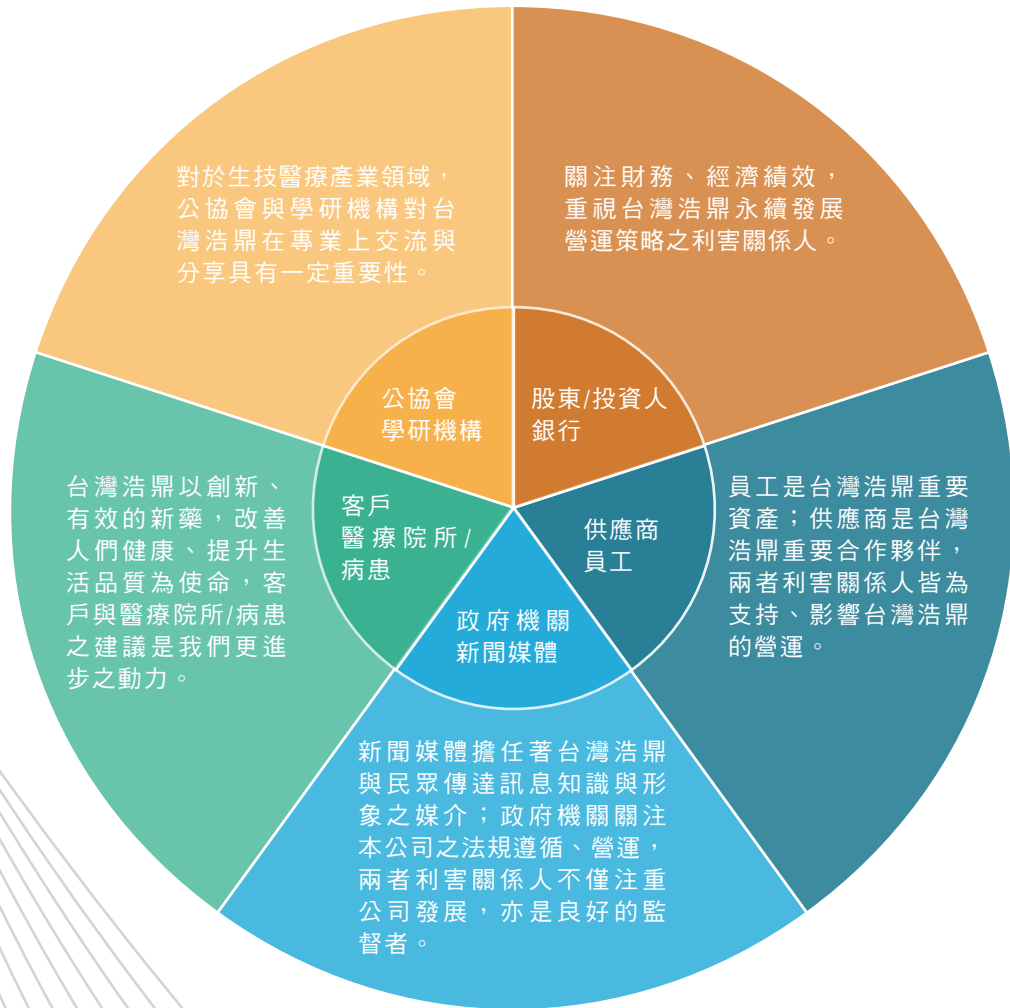 對於生技醫療產業領域，
公協會與學研機構對台
灣浩鼎在專業上交流與
分享具有一定重要性。
關注財務、經濟績效，
重視台灣浩鼎永續發展
營運策略之利害關係人。
公協會
學研機構
股東/投資人
銀行
台灣浩鼎以創新、
有效的新藥，改善
人們健康、提升生
活品質為使命，客
戶與醫療院所/病患
之建議是我們更進
步之動力。
客戶
醫療院所/
病患
供應商
員工
員工是台灣浩鼎重要
資產；供應商是台灣
浩鼎重要合作夥伴，
兩者利害關係人皆為
支持、影響台灣浩鼎
的營運。
政府機關
新聞媒體
新聞媒體擔任著台灣浩鼎
與民眾傳達訊息知識與形
象之媒介；政府機關關注
本公司之法規遵循、營運，
兩者利害關係人不僅注重
公司發展，亦是良好的監
督者。